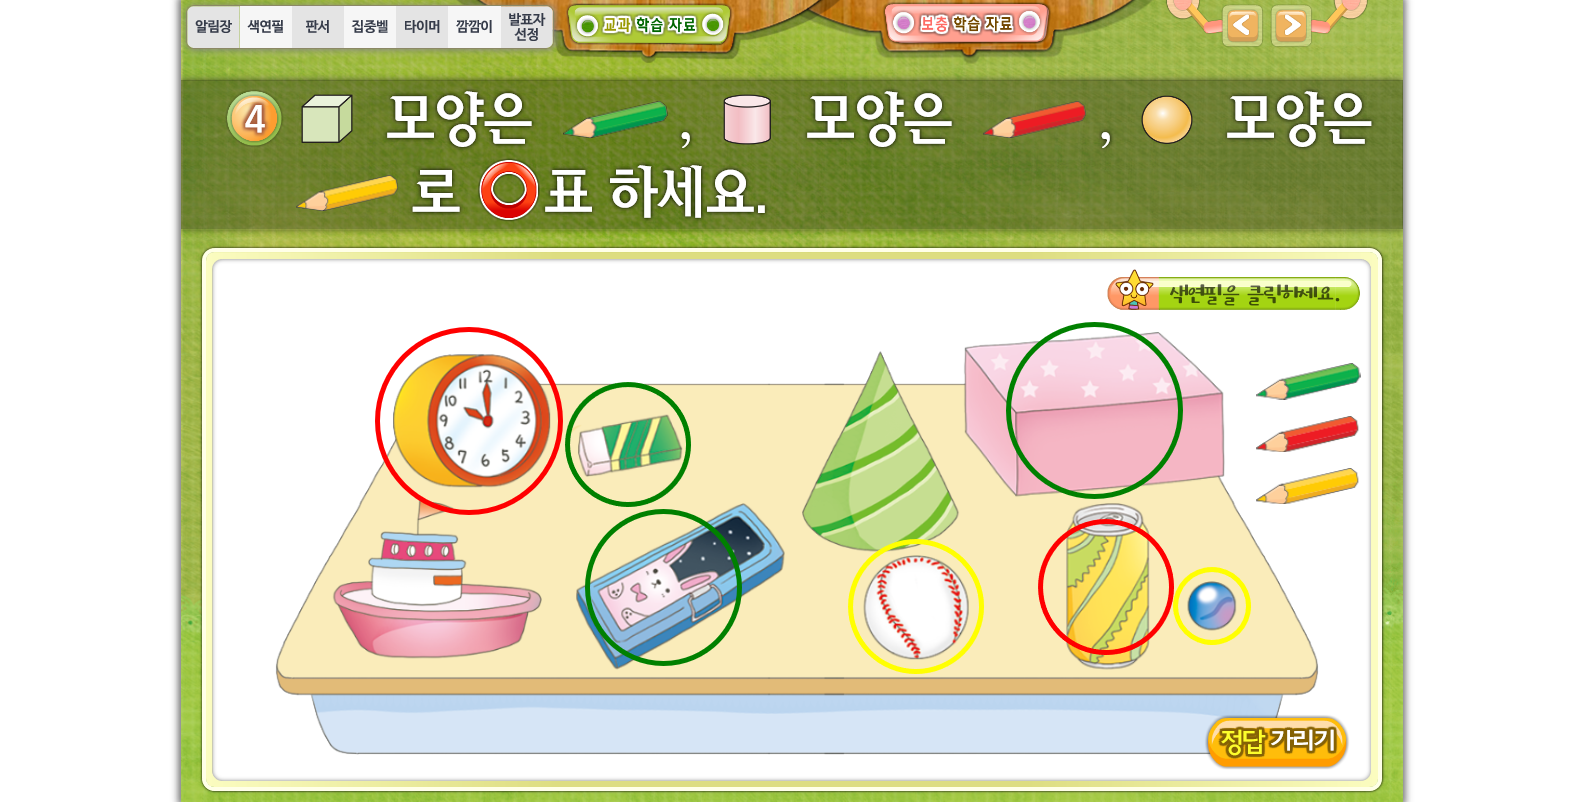 알림장 색연필 판서 집중벨 타이머 깜깜이 발표자 선정
교과 학습 자료
보충 학습 자료
4 모양은 , 모양은 , 모양은
로 표 하세요.
색연필을 클릭하세요.
12
11 1
10 2
9 3
8 4
7 5
6
정답 가리기